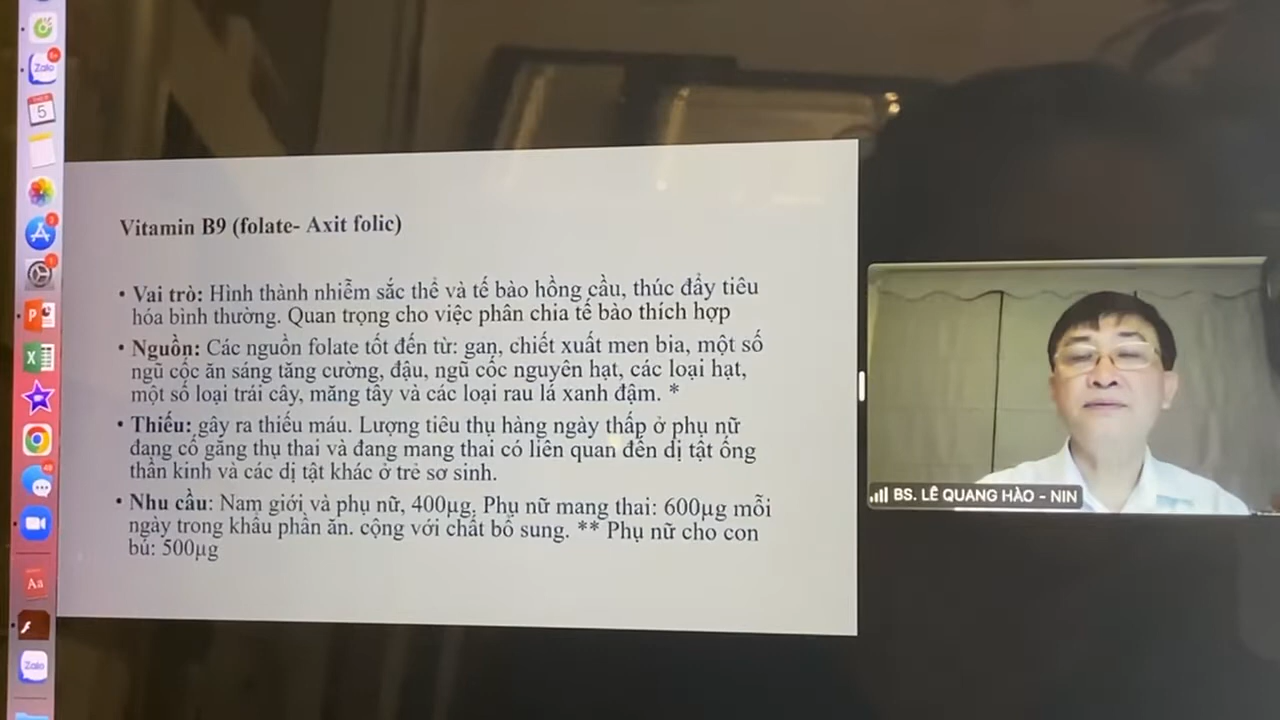 Zalo
5
Vitamin B9 (folate- Axit folic)
• Vai trò: Hình thành nhiễm sắc thể và tế bào hồng cầu, thúc đẩy tiêu
hóa bình thường. Quan trọng cho việc phân chia tế bào thích hợp
• Nguồn: Các nguồn folate tốt đến từ: gan, chiết xuất men bia, một số
ngũ cốc ăn sáng tăng cường, đậu, ngũ cốc nguyên hạt, các loại hạt,
một số loại trái cây, măng tây và các loại rau lá xanh đậm. *
• Thiếu: gây ra thiếu máu. Lượng tiêu thụ hàng ngày thấp ở phụ nữ
đang cố gắng thụ thai và đang mang thai có liên quan đến dị tật ống
thần kinh và các dị tật khác ở trẻ sơ sinh.
• Nhu cầu: Nam giới và phụ nữ, 400µg. Phụ nữ mang thai: 600µg mỗi
ngày trong khẩu phần ăn. cộng với chất bổ sung. ** Phụ nữ cho con
bú: 500µg
BS. LÊ QUANG HÀO - NIN
P
X
Aa
Zalo